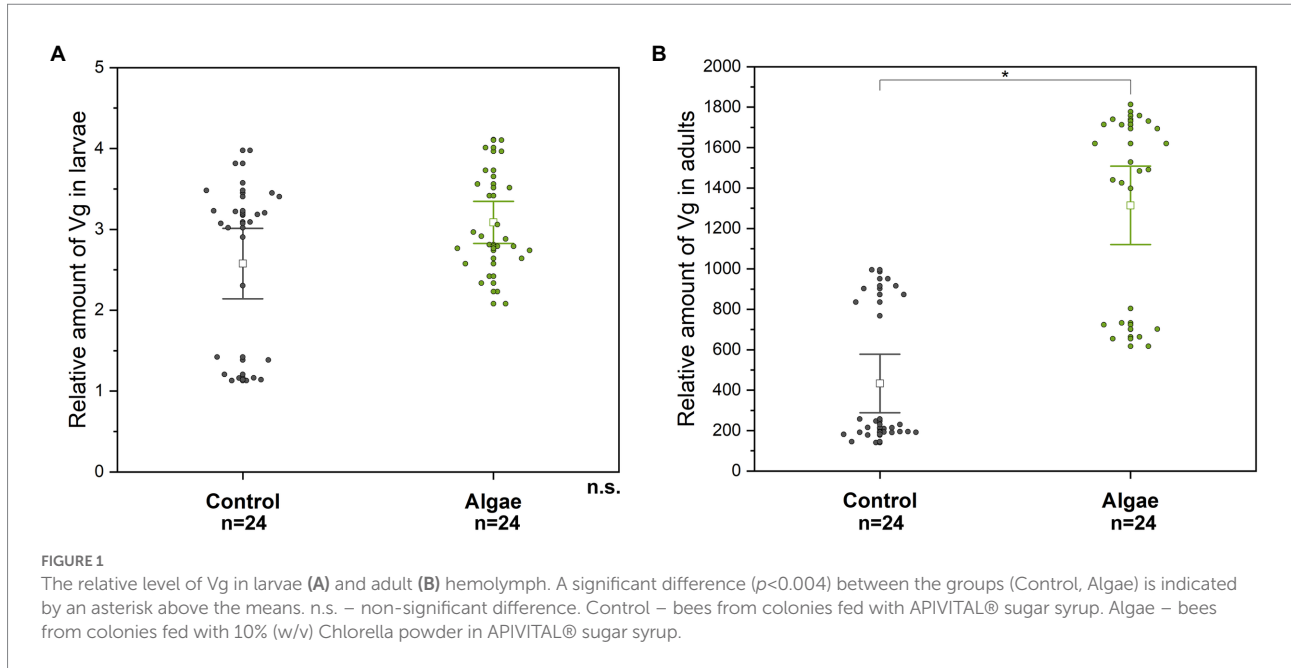 A
Relative amount of Vg in larvae
5
4
3
2
1
0
Control
n=24
Algae
n=24
n.s.
B
Relative amount of Vg in adults
2000
1800
1600
1400
1200
1000
800
600
400
200
0
*
Control
n=24
Algae
n=24
FIGURE 1
The relative level of Vg in larvae (A) and adult (B) hemolymph. A significant difference (p<0.004) between the groups (Control, Algae) is indicated
by an asterisk above the means. n.s. – non-significant difference. Control – bees from colonies fed with APIVITAL® sugar syrup. Algae – bees
from colonies fed with 10% (w/v) Chlorella powder in APIVITAL® sugar syrup.